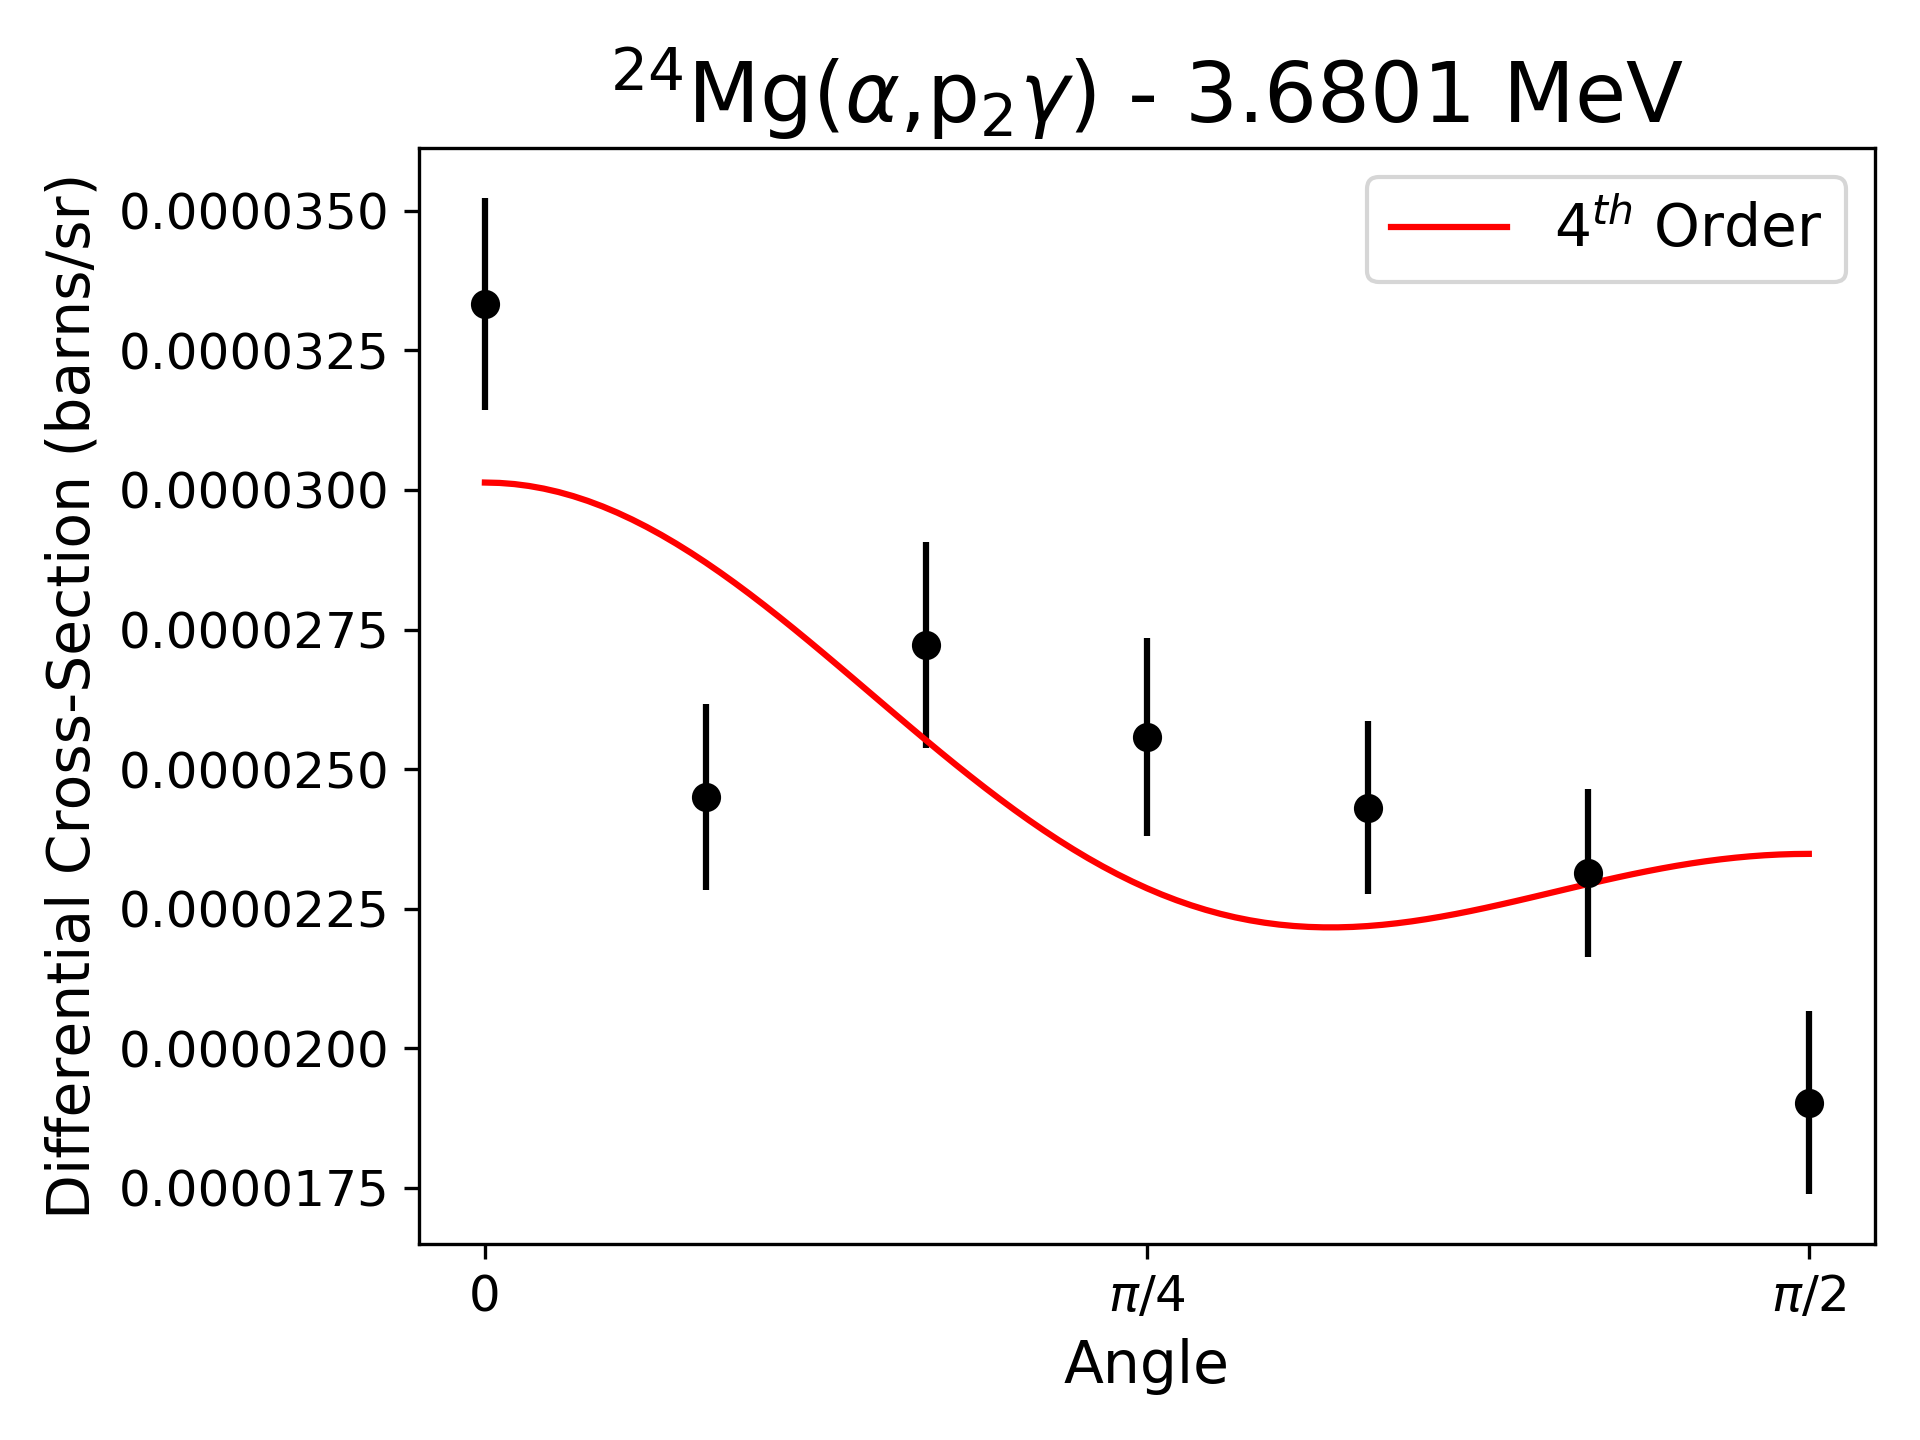 ²⁴Mg(α,p₂γ) - 3.6801 MeV
4ᵗʰ Order
Differential Cross-Section (barns/sr)
0.0000350
0.0000325
0.0000300
0.0000275
0.0000250
0.0000225
0.0000200
0.0000175
0
π/4
π/2
Angle